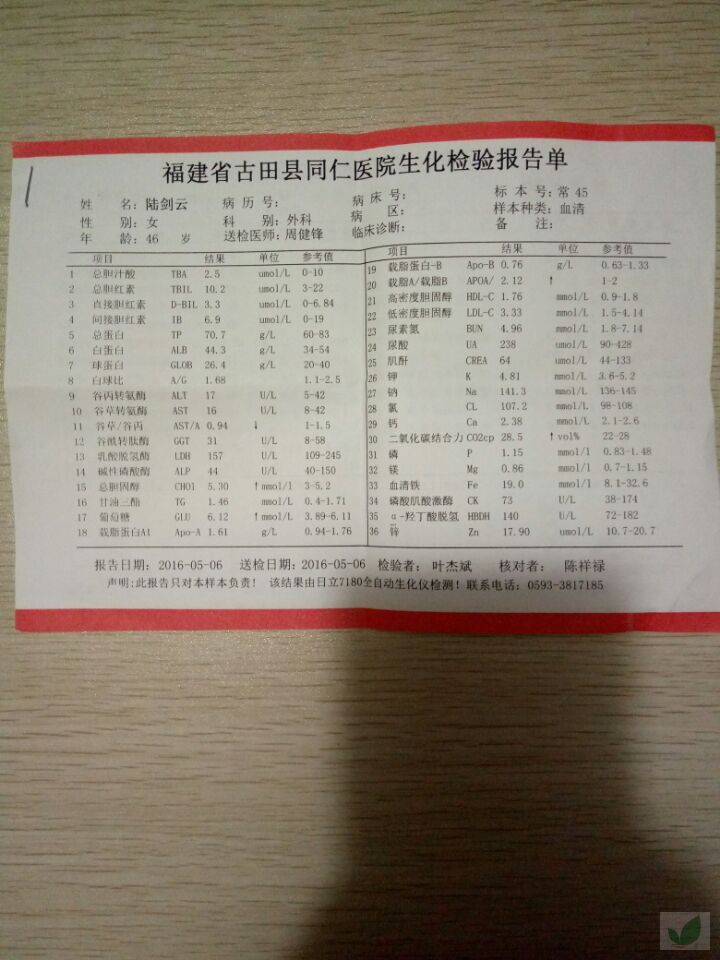 福建省古田县同仁医院生化检验报告单
姓 名：陆剑云 病 历 号： 病 床 号： 标 本 号：常 45
性 别：女 科 别：外科 病 区： 样本种类：血清
年 龄：46 岁 送检医师：周健锋 临床诊断： 备 注：
项目 结果 单位 参考值
1 总胆汁酸 TBA 2.5 umol/L 0-10
2 总胆红素 TBIL 10.2 umol/L 3-22
3 直接胆红素 D-BIL 3.3 umol/L 0-6.84
4 间接胆红素 IB 6.9 umol/L 0-19
5 总蛋白 TP 70.7 g/L 60-83
6 白蛋白 ALB 44.3 g/L 34-54
7 球蛋白 GLOB 26.4 g/L 20-40
8 白球比 A/G 1.68 1.1-2.5
9 谷丙转氨酶 ALT 17 U/L 5-42
10 谷草转氨酶 AST 16 U/L 8-42
11 谷草/谷丙 AST/A 0.94 ↓ 1-1.5
12 谷酰转肽酶 GGT 31 U/L 8-58
13 乳酸脱氢酶 LDH 157 U/L 109-245
14 碱性磷酸酶 ALP 44 U/L 40-150
15 总胆固醇 CHO1 5.30 ↑mmol/l 3-5.2
16 甘油三酯 TG 1.46 mmol/L 0.4-1.71
17 葡萄糖 GLU 6.12 ↑mmol/L 3.89-6.11
18 载脂蛋白A1 Apo-A 1.61 g/L 0.94-1.76
项目 结果 单位 参考值
19 载脂蛋白-B Apo-B 0.76 g/L 0.63-1.33
20 载脂A/载脂B APOA/ 2.12 ↑ 1-2
21 高密度胆固醇 HDL-C 1.76 mmol/L 0.9-1.8
22 低密度胆固醇 LDL-C 3.33 mmol/L 1.5-4.14
23 尿素氮 BUN 4.96 mmol/L 1.8-7.14
24 尿酸 UA 238 umol/L 90-428
25 肌酐 CREA 64 umol/L 44-133
26 钾 K 4.81 mmol/L 3.6-5.2
27 钠 Na 141.3 mmol/L 136-145
28 氯 CL 107.2 mmol/L 98-108
29 钙 Ca 2.38 mmol/L 2.1-2.6
30 二氧化碳结合力 CO2cp 28.5 ↑vol% 22-28
31 磷 P 1.15 mmol/l 0.83-1.48
32 镁 Mg 0.86 mmol/l 0.7-1.15
33 血清铁 Fe 19.0 mmol/l 8.1-32.6
34 磷酸肌酸激酶 CK 73 U/L 38-174
35 α-羟丁酸脱氢 HBDH 140 U/L 72-182
36 锌 Zn 17.90 umol/L 10.7-20.7
报告日期：2016-05-06 送检日期：2016-05-06 检验者： 叶杰斌 核对者： 陈祥禄
声明：此报告只对本样本负责！ 该结果由日立7180全自动生化仪检测！联系电话：0593-3817185